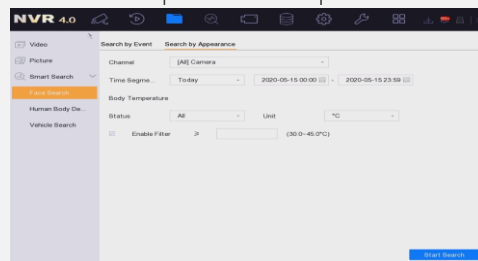 NVR 4.0
Video
Picture
Smart Search
Face Search
Human Body De...
Vehicle Search
Search by Event Search by Appearance
Channel [All] Camera
Time Segme... Today 2020-05-15 00:00 - 2020-05-15 23:59
Body Temperature
Status All Unit °C
Enable Filter ≥ (30.0~45.0°C)
Start Search